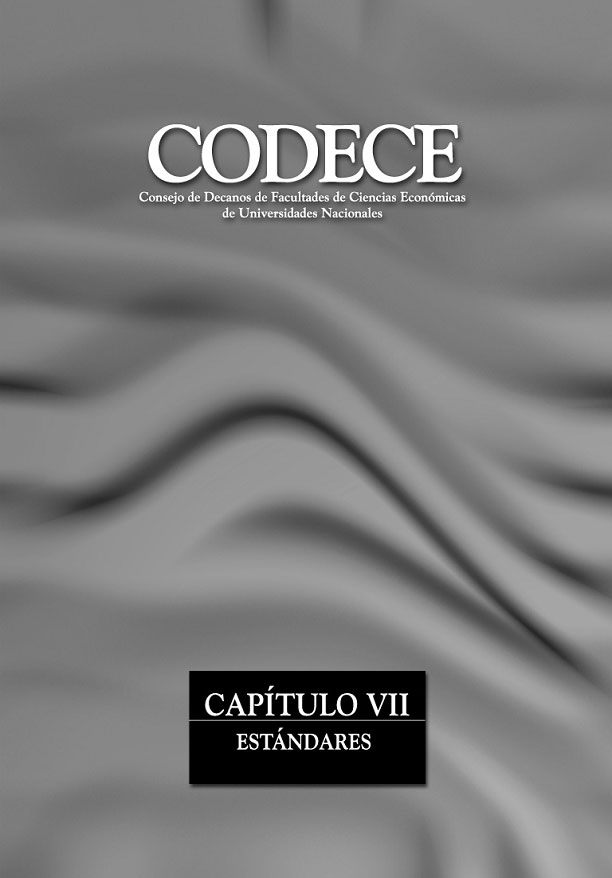 CODECE
Consejo de Decanos de Facultades de Ciencias Económicas
de Universidades Nacionales
CAPÍTULO VII
ESTÁNDARES